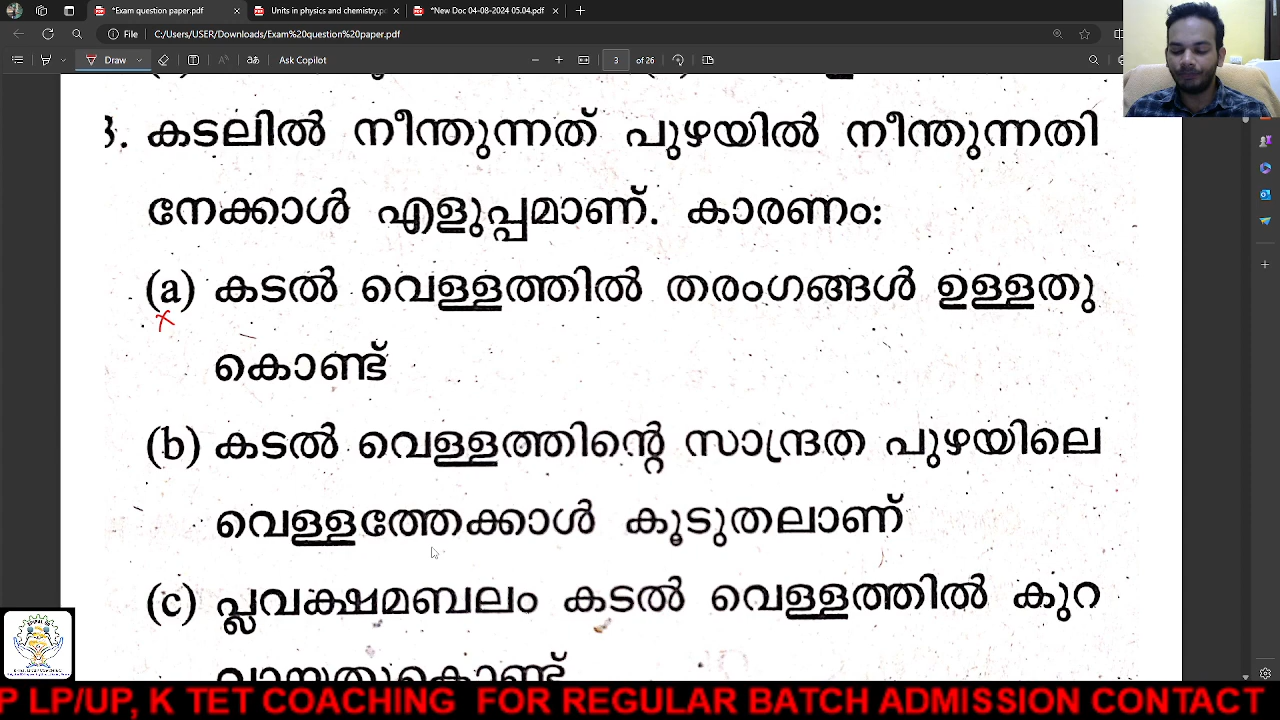 *Exam question paper.pdf
Units in physics and chemistry.p
*New Doc 04-08-2024 05.04.pdf
File C:/Users/USER/Downloads/Exam%20question%20paper.pdf
Draw
Ask Copilot
3 of 26
3. കടലിൽ നീന്തുന്നത് പുഴയിൽ നീന്തുന്നതി
നേക്കാൾ എളുപ്പമാണ്. കാരണം:
(a) കടൽ വെള്ളത്തിൽ തരംഗങ്ങൾ ഉള്ളതു
കൊണ്ട്
(b) കടൽ വെള്ളത്തിന്റെ സാന്ദ്രത പുഴയിലെ
വെള്ളത്തേക്കാൾ കൂടുതലാണ്
(c) പ്ലവക്ഷമബലം കടൽ വെള്ളത്തിൽ കുറ
വായതുകൊണ്ട്
P LP/UP, K TET COACHING FOR REGULAR BATCH ADMISSION CONTACT